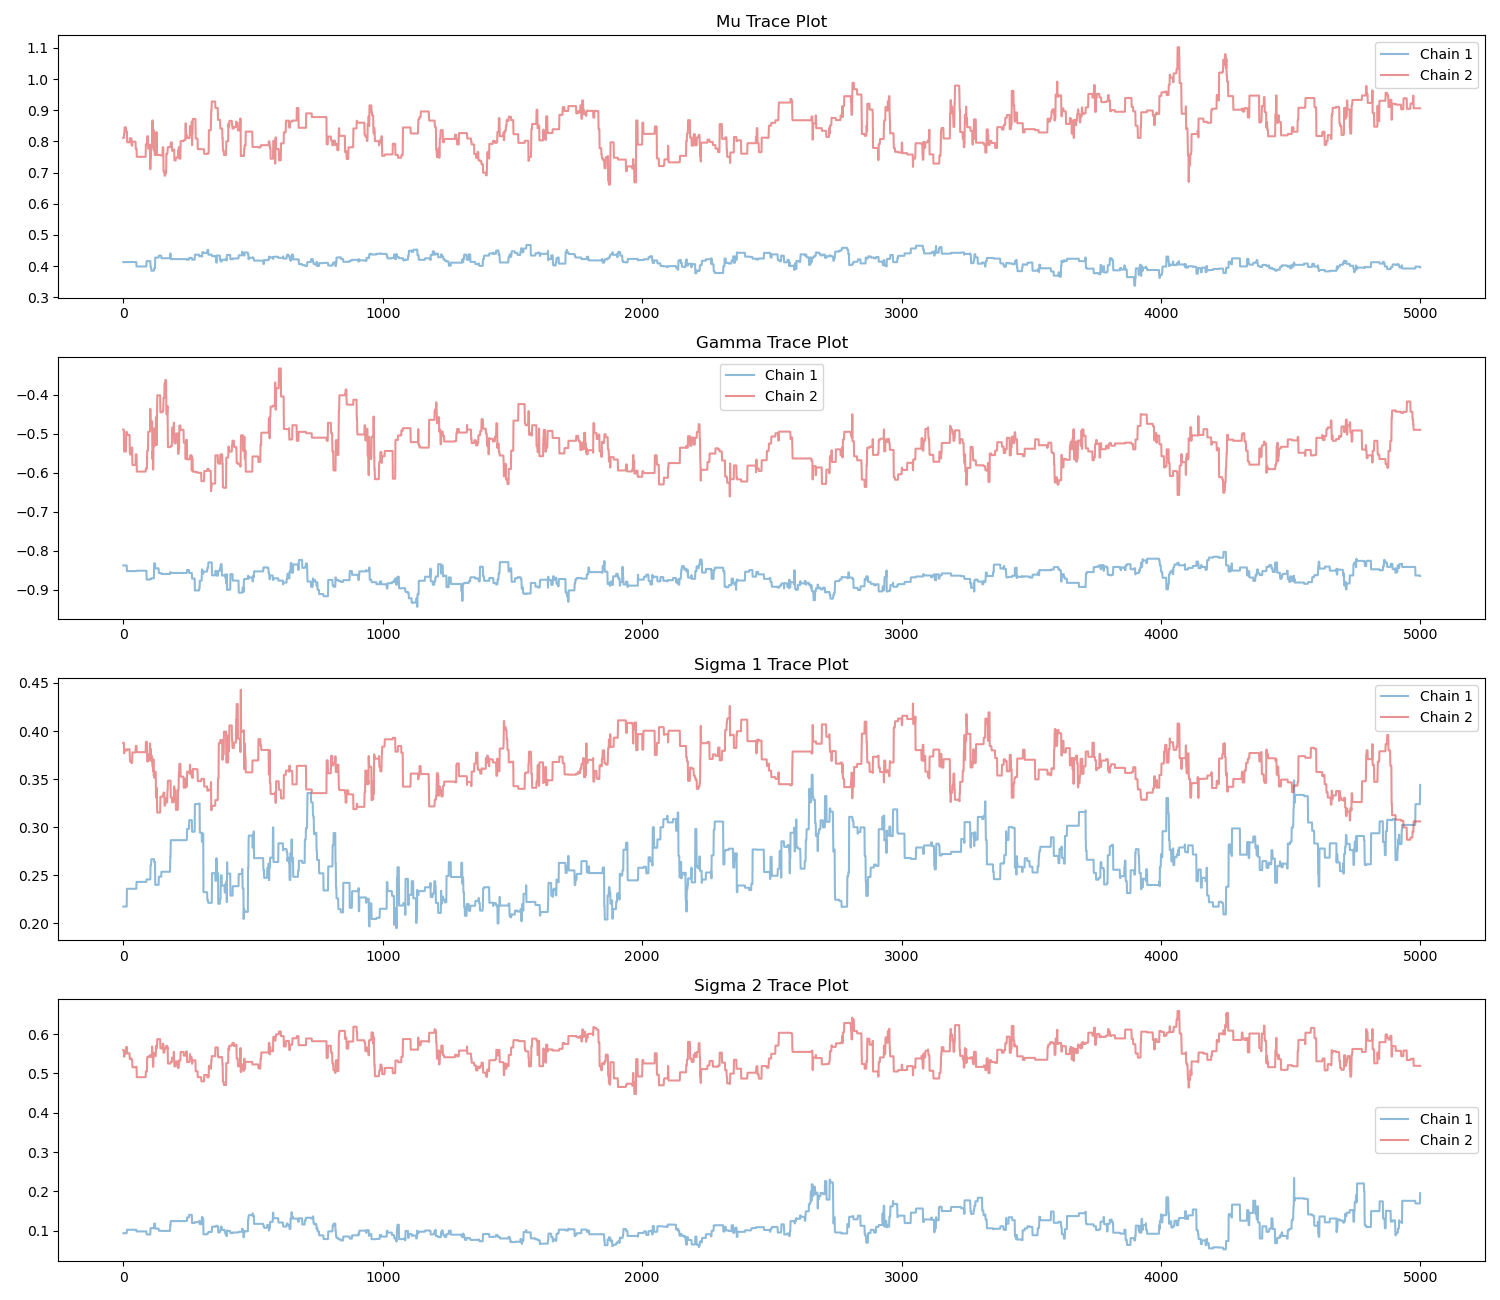 Mu Trace Plot
1.1
1.0
0.9
0.8
0.7
0.6
0.5
0.4
0.3
Chain 1
Chain 2
0 1000 2000 3000 4000 5000
Gamma Trace Plot
−0.4
−0.5
−0.6
−0.7
−0.8
−0.9
Chain 1
Chain 2
0 1000 2000 3000 4000 5000
Sigma 1 Trace Plot
0.45
0.40
0.35
0.30
0.25
0.20
Chain 1
Chain 2
0 1000 2000 3000 4000 5000
Sigma 2 Trace Plot
0.6
0.5
0.4
0.3
0.2
0.1
Chain 1
Chain 2
0 1000 2000 3000 4000 5000